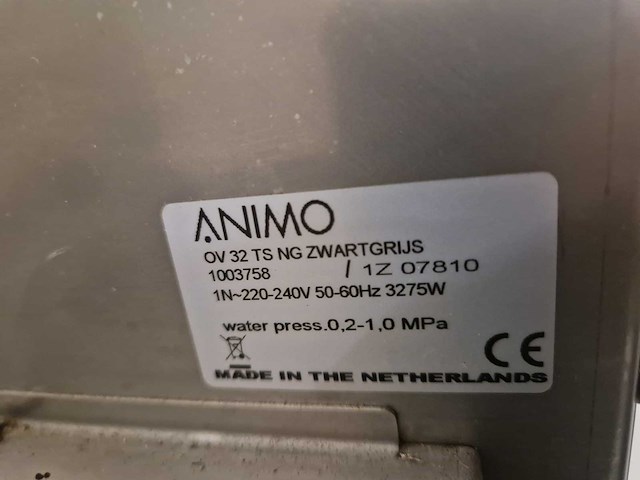 ANIMO
OV 32 TS NG ZWARTGRIJS
1003758 / 1Z 07810
1N~220-240V 50-60Hz 3275W
water press.0,2-1,0 MPa
CE
MADE IN THE NETHERLANDS